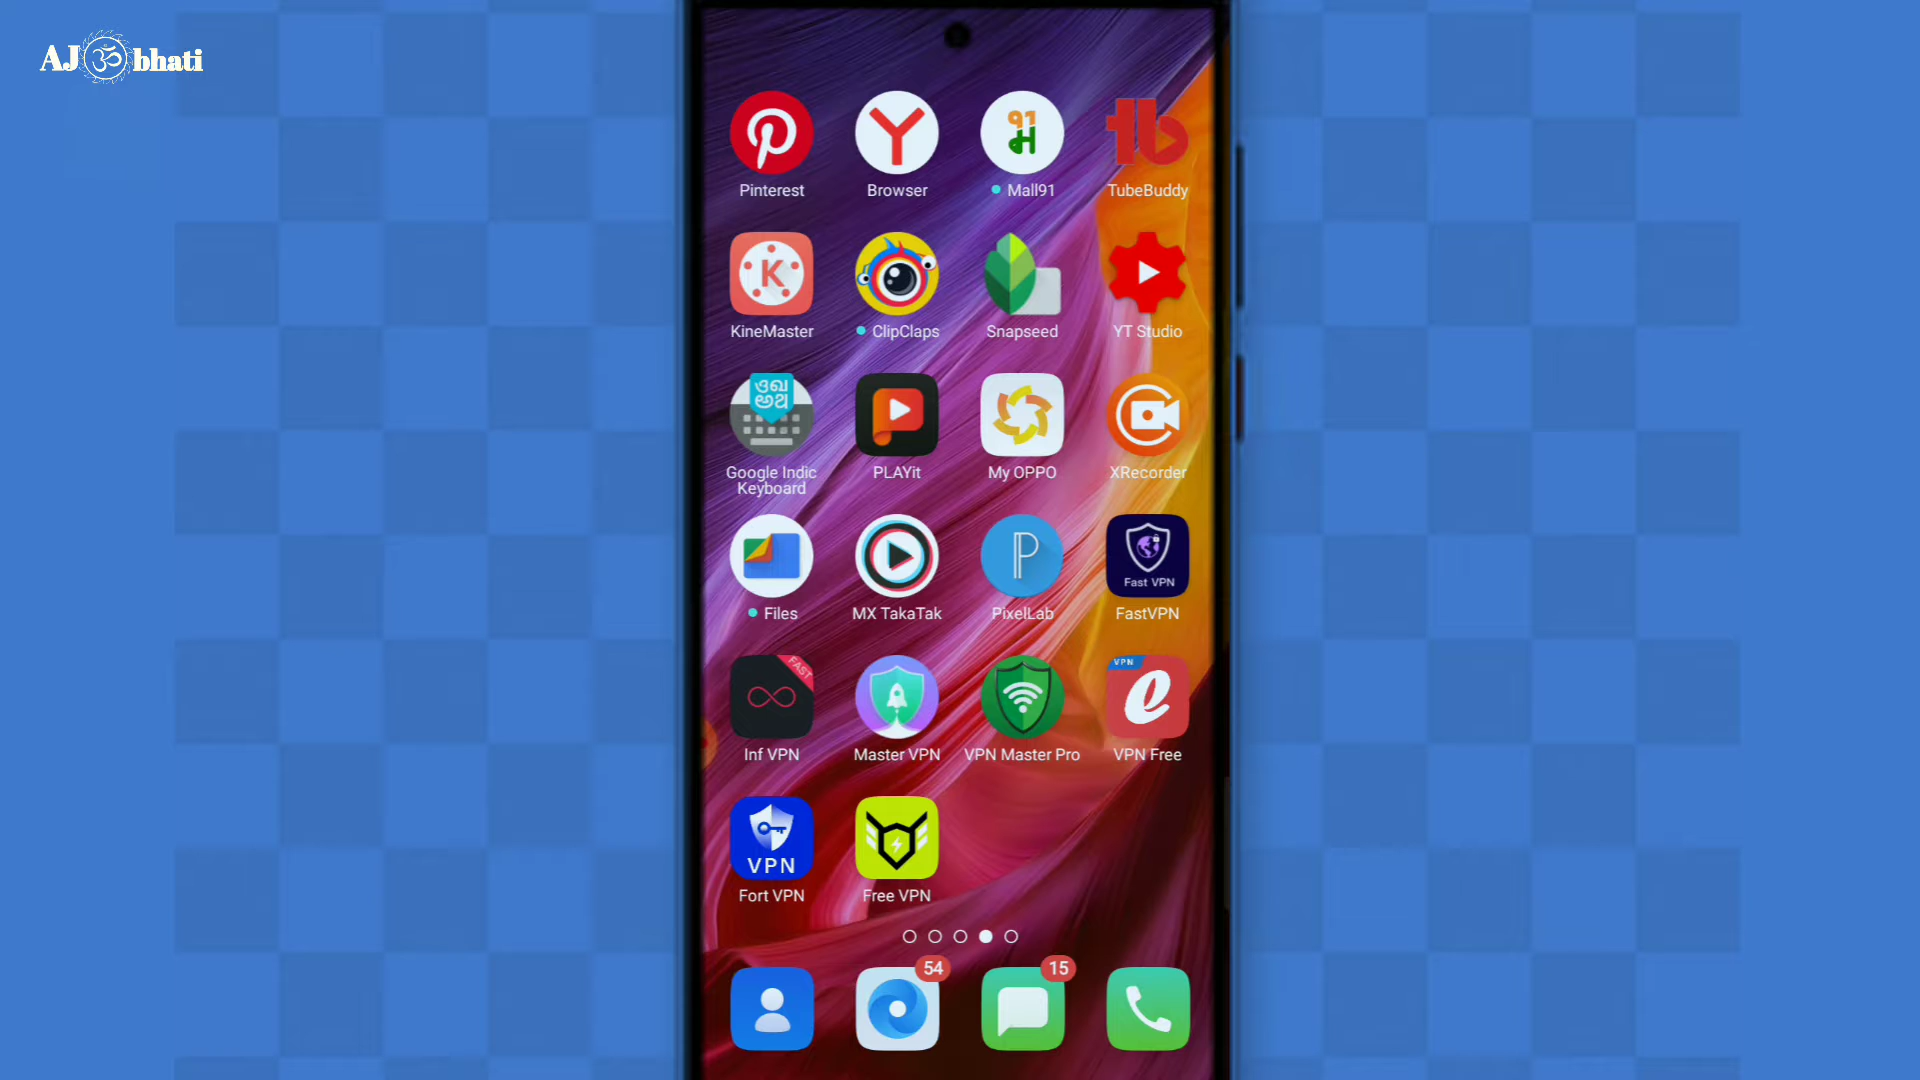 AJ ॐ bhati
Pinterest
Browser
Mall91
TubeBuddy
९१
म
KineMaster
ClipClaps
Snapseed
YT Studio
K
Google Indic
Keyboard
PLAYit
My OPPO
XRecorder
Files
MX TakaTak
PixelLab
Fast VPN
FastVPN
FAST
VPN
Inf VPN
Master VPN
VPN Master Pro
VPN Free
VPN
Fort VPN
Free VPN
54
15